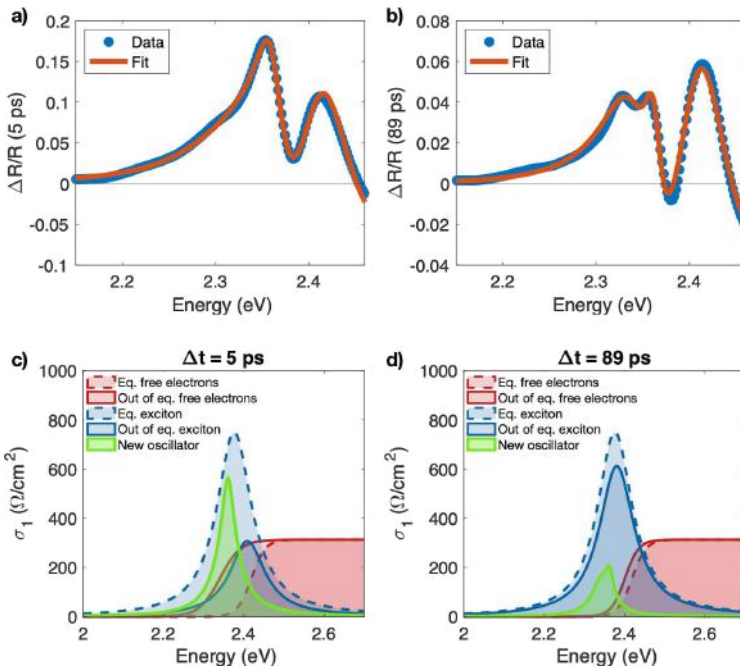 a)
0.2
0.15
0.1
0.05
0
-0.05
-0.1
ΔR/R (5 ps)
Data
Fit
2.2
2.3
2.4
Energy (eV)
b)
0.08
0.06
0.04
0.02
0
-0.02
-0.04
ΔR/R (89 ps)
Data
Fit
2.2
2.3
2.4
Energy (eV)
c)
Δt = 5 ps
1000
800
600
400
200
0
σ1 (Ω/cm²)
Eq. free electrons
Out of eq. free electrons
Eq. exciton
Out of eq. exciton
New oscillator
2
2.2
2.4
2.6
Energy (eV)
d)
Δt = 89 ps
1000
800
600
400
200
0
σ1 (Ω/cm²)
Eq. free electrons
Out of eq. free electrons
Eq. exciton
Out of eq. exciton
New oscillator
2
2.2
2.4
2.6
Energy (eV)